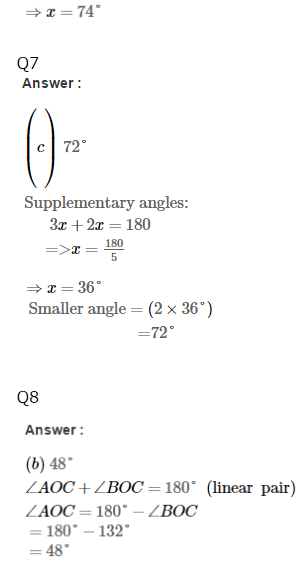 ⇒ x = 74°
Q7
Answer :
(c) 72°
Supplementary angles:
3x + 2x = 180
=>x = 180/5
⇒ x = 36°
Smaller angle = (2 × 36°)
=72°
Q8
Answer :
(b) 48°
∠AOC + ∠BOC = 180° (linear pair)
∠AOC = 180° − ∠BOC
= 180° − 132°
= 48°